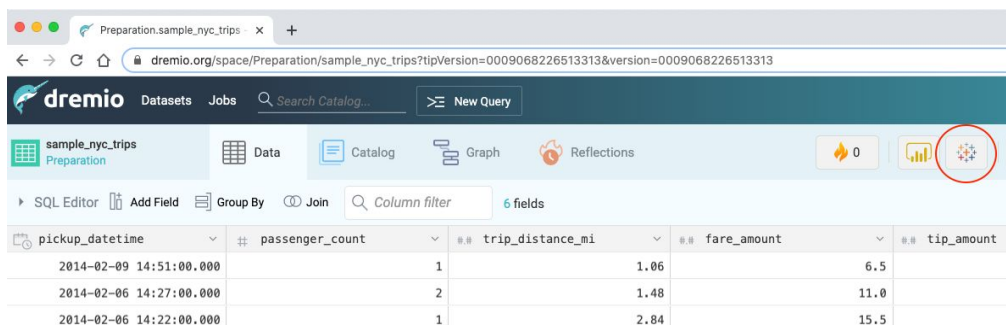 Preparation.sample_nyc_trips -
dremio.org/space/Preparation/sample_nyc_trips?tipVersion=0009068226513313&version=0009068226513313
dremio Datasets Jobs Search Catalog... New Query
sample_nyc_trips
Preparation
Data Catalog Graph Reflections 0
SQL Editor Add Field Group By Join Column filter 6 fields
pickup_datetime # passenger_count #.# trip_distance_mi #.# fare_amount #.# tip_amount
2014-02-09 14:51:00.000 1 1.06 6.5
2014-02-06 14:27:00.000 2 1.48 11.0
2014-02-06 14:22:00.000 1 2.84 15.5